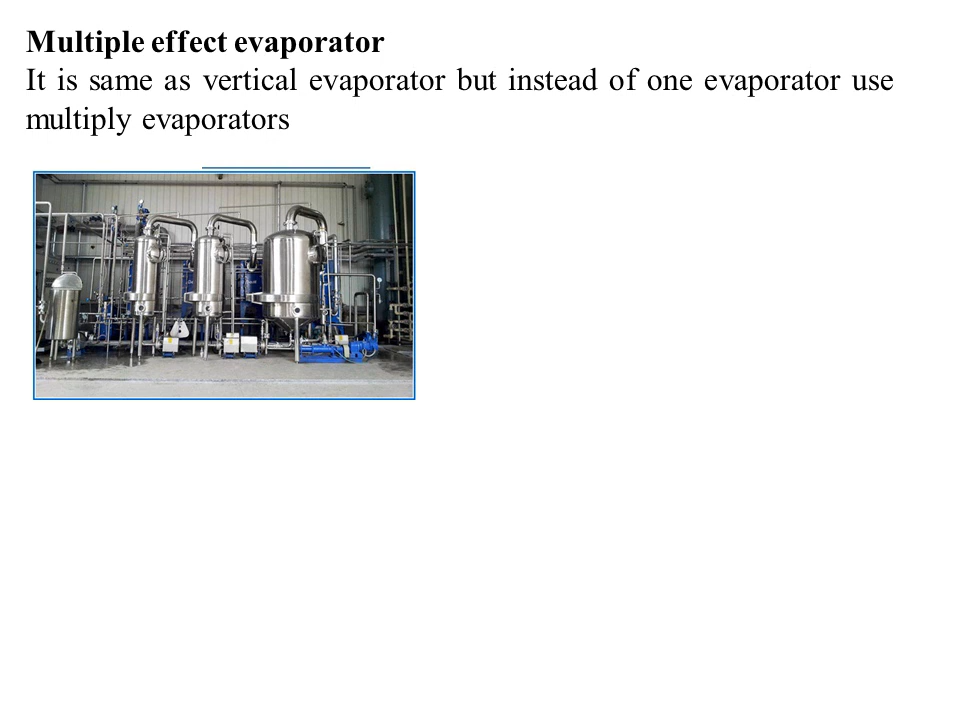 Multiple effect evaporator
It is same as vertical evaporator but instead of one evaporator use
multiply evaporators